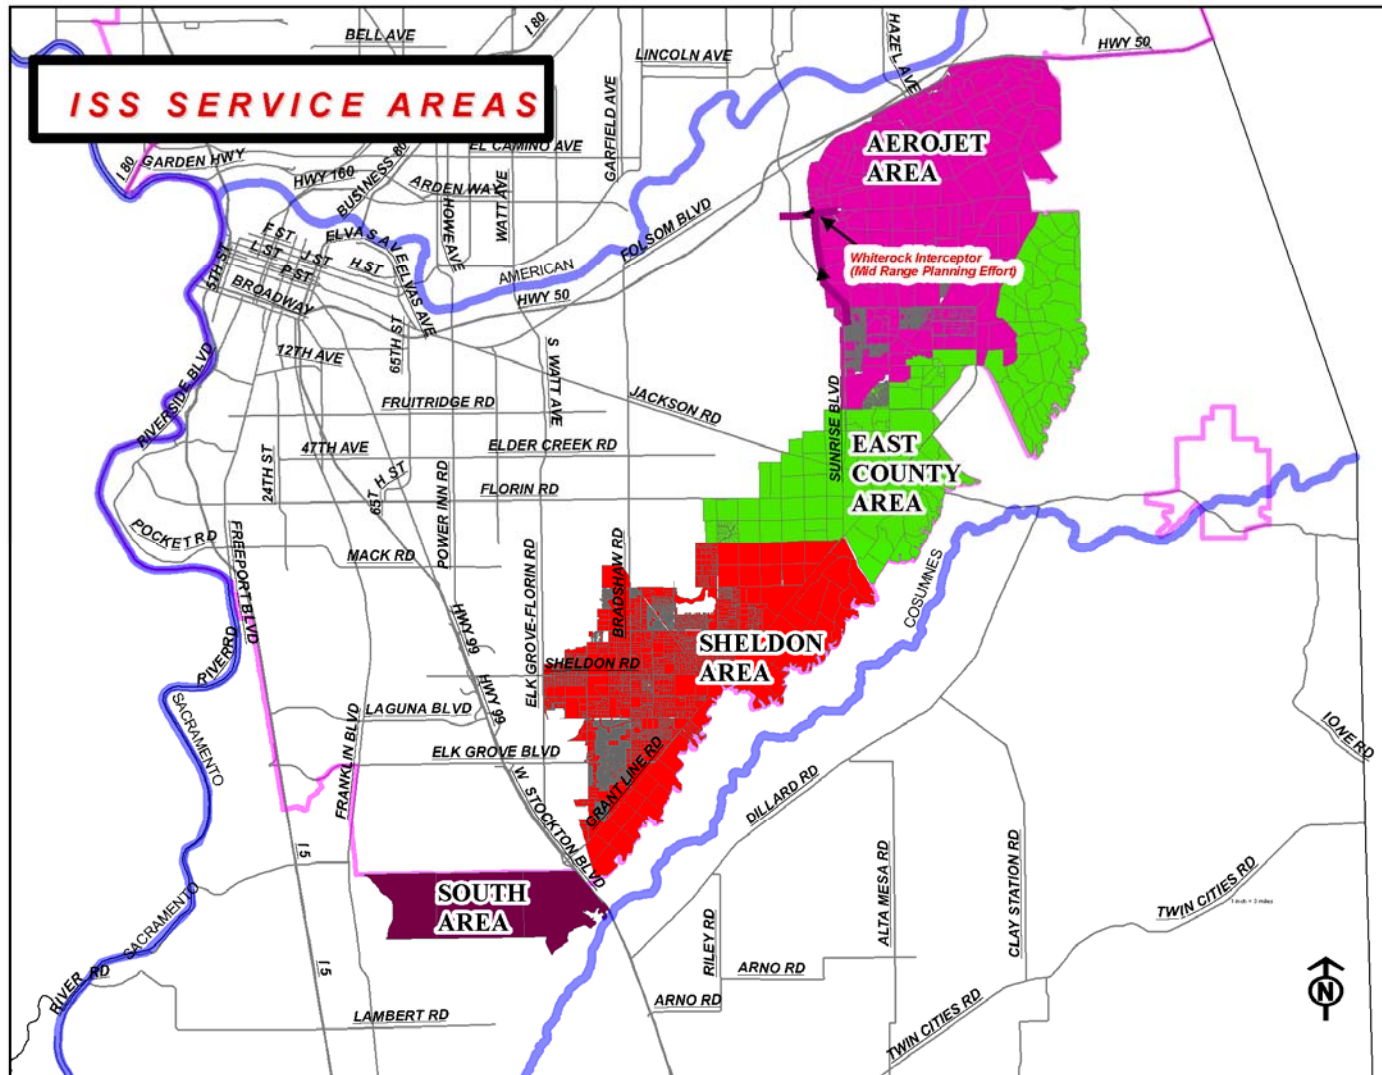 ISS SERVICE AREAS
BELL AVE
I 80
LINCOLN AVE
HAZEL AVE
HWY 50
GARFIELD AVE
EL CAMINO AVE
I 80
GARDEN HWY
HWY 160
BUSINESS 80
ARDEN WAY
HOWE AVE
WATT AVE
AEROJET
AREA
FOLSOM BLVD
F ST
L ST
J ST
P ST
H ST
5TH ST
ELVAS AVE
ELVAS AVE
AMERICAN
HWY 50
Whiterock Interceptor
(Mid Range Planning Effort)
BROADWAY
12TH AVE
65TH ST
S WATT AVE
RIVERSIDE BLVD
FRUITRIDGE RD
JACKSON RD
SUNRISE BLVD
24TH ST
47TH AVE
65TH ST
ELDER CREEK RD
EAST
COUNTY
AREA
POWER INN RD
FLORIN RD
POCKET RD
FREEPORT BLVD
MACK RD
ELK GROVE-FLORIN RD
BRADSHAW RD
COSUMNES
HWY 99
RIVER RD
SHELDON
AREA
SHELDON RD
HWY 99
SACRAMENTO
FRANKLIN BLVD
LAGUNA BLVD
ELK GROVE BLVD
GRANT LINE RD
IONE RD
W STOCKTON BLVD
DILLARD RD
I 5
ALTA MESA RD
CLAY STATION RD
SOUTH
AREA
SACRAMENTO
TWIN CITIES RD
1 inch = 3 miles
RILEY RD
I 5
RIVER RD
ARNO RD
ARNO RD
LAMBERT RD
TWIN CITIES RD
N